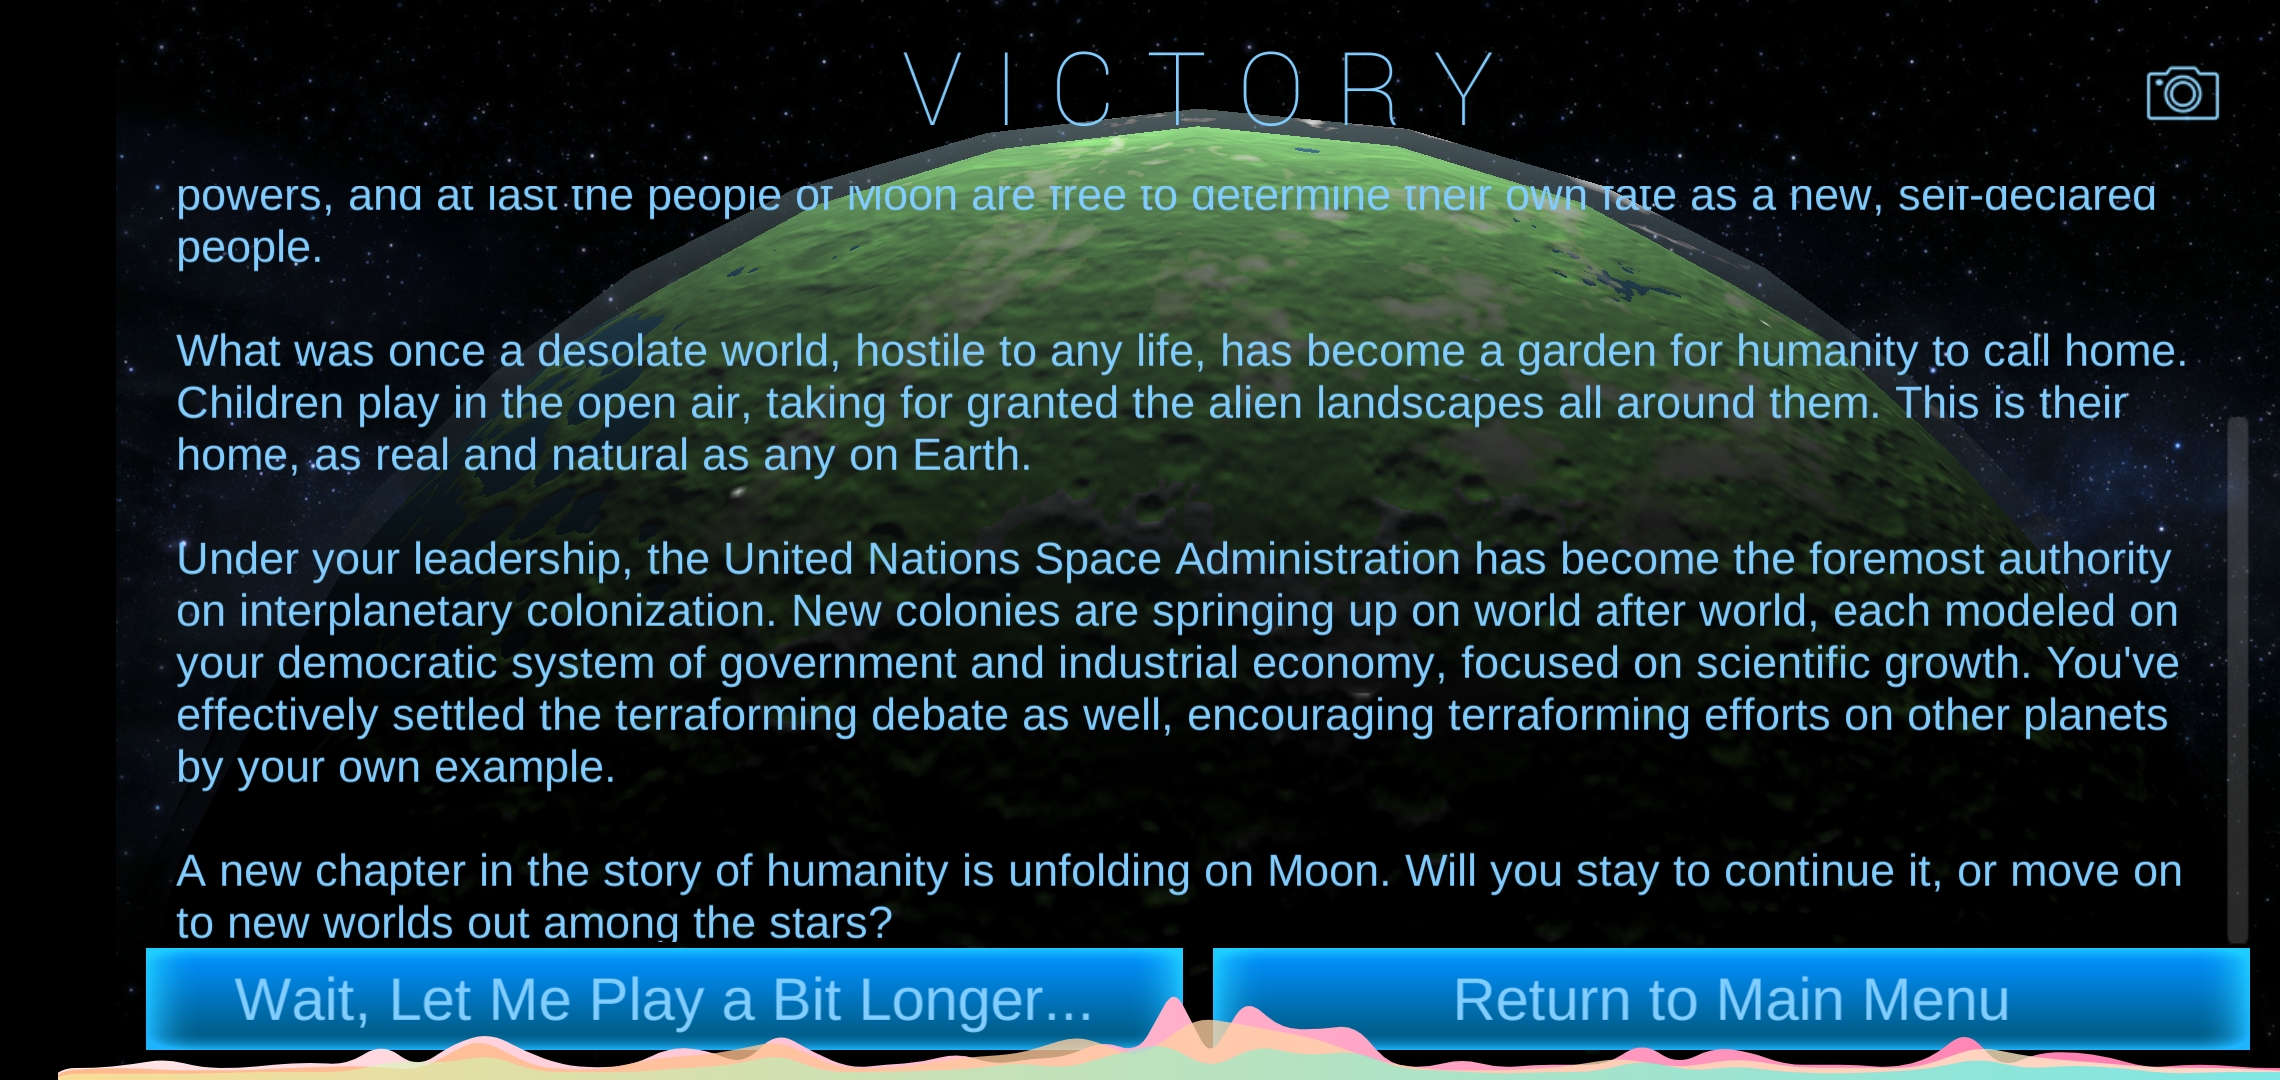 VICTORY
powers, and at last the people of Moon are free to determine their own fate as a new, self-declared
people.
What was once a desolate world, hostile to any life, has become a garden for humanity to call home.
Children play in the open air, taking for granted the alien landscapes all around them. This is their
home, as real and natural as any on Earth.
Under your leadership, the United Nations Space Administration has become the foremost authority
on interplanetary colonization. New colonies are springing up on world after world, each modeled on
your democratic system of government and industrial economy, focused on scientific growth. You've
effectively settled the terraforming debate as well, encouraging terraforming efforts on other planets
by your own example.
A new chapter in the story of humanity is unfolding on Moon. Will you stay to continue it, or move on
to new worlds out among the stars?
Wait, Let Me Play a Bit Longer...
Return to Main Menu